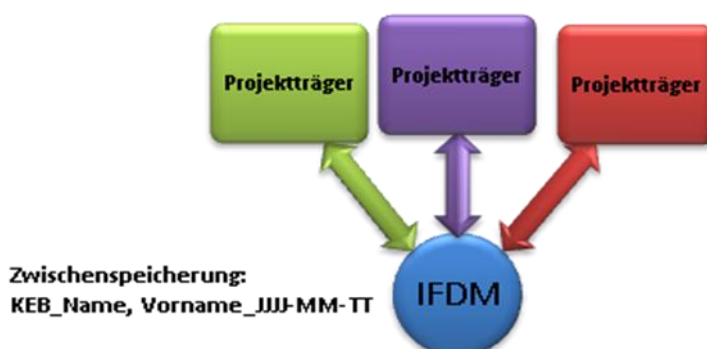 Projektträger
Projektträger
Projektträger
Zwischenspeicherung:
KEB_Name, Vorname_JJJJ-MM-TT
IFDM